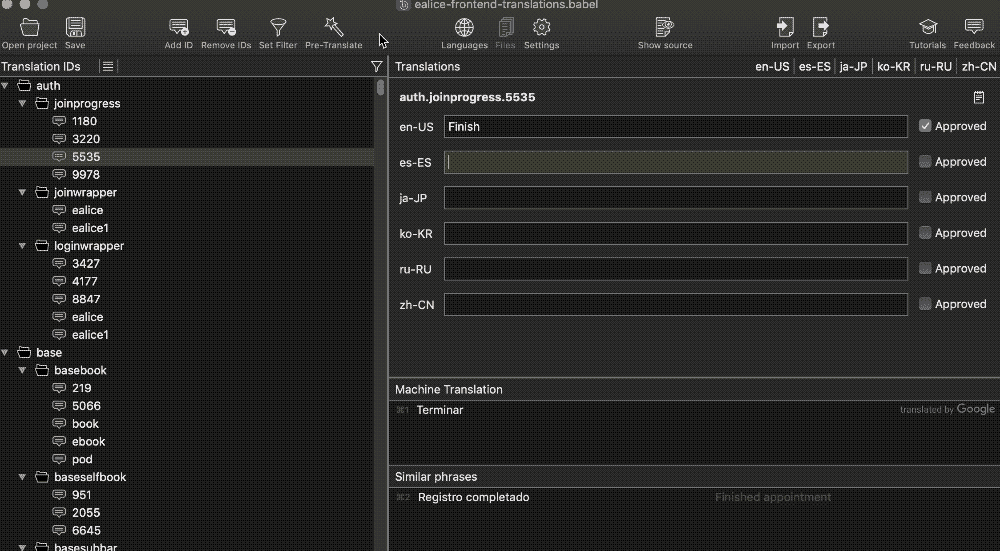 ealice-frontend-translations.babel
Open project Save Add ID Remove IDs Set Filter Pre-Translate Languages Files Settings Show source Import Export Tutorials Feedback
Translation IDs
auth
joinprogress
1180
3220
5535
9978
joinwrapper
ealice
ealice1
loginwrapper
3427
4177
8847
ealice
ealice1
base
basebook
219
5066
book
ebook
pod
baseselfbook
951
2055
6645
basesubbar
Translations en-US es-ES ja-JP ko-KR ru-RU zh-CN
auth.joinprogress.5535
en-US Finish Approved
es-ES Approved
ja-JP Approved
ko-KR Approved
ru-RU Approved
zh-CN Approved
Machine Translation
⌘1 Terminar translated by Google
Similar phrases
⌘2 Registro completado Finished appointment